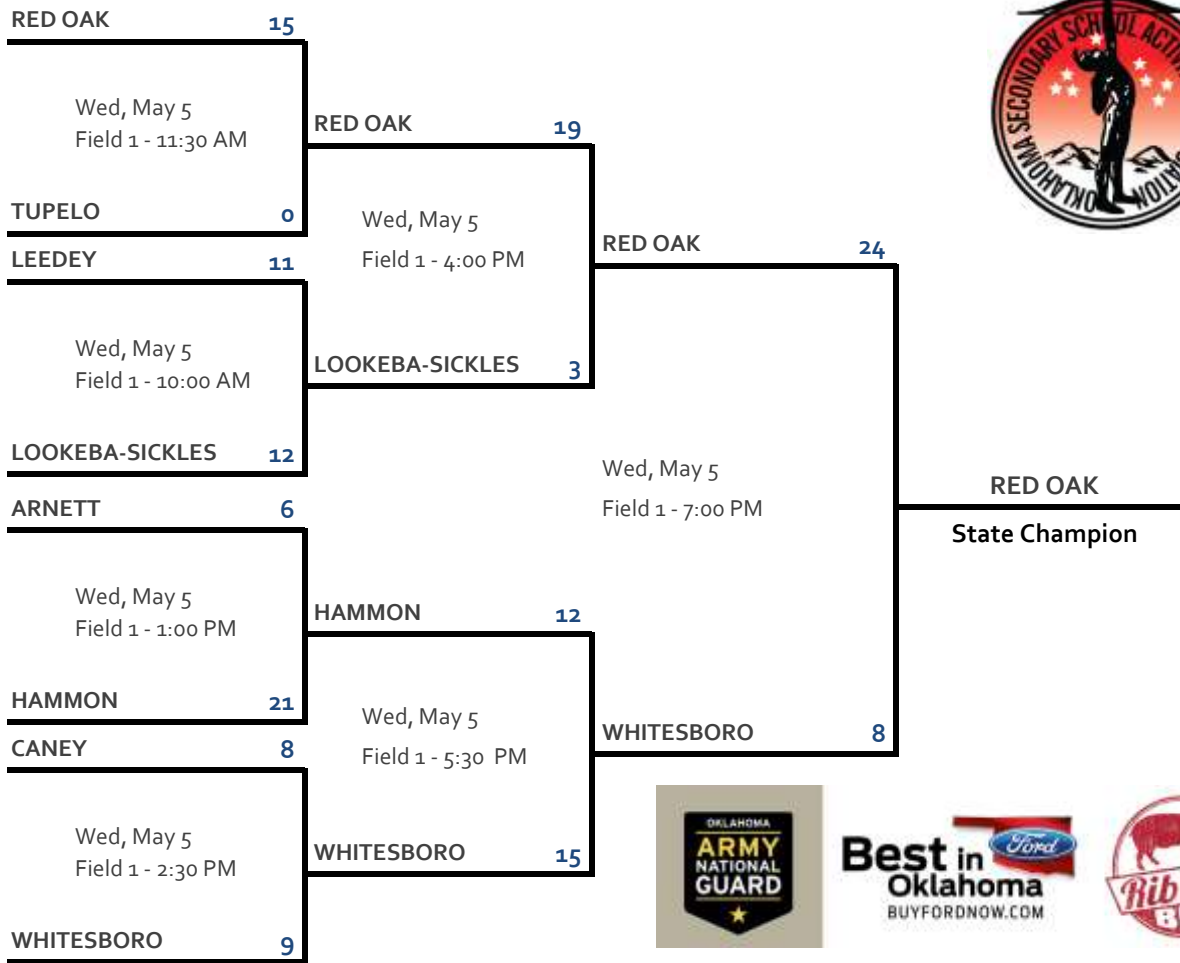 RED OAK 15
Wed, May 5
Field 1 - 11:30 AM
TUPELO 0
LEEDEY 11
Wed, May 5
Field 1 - 10:00 AM
LOOKEBA-SICKLES 12
ARNETT 6
Wed, May 5
Field 1 - 1:00 PM
HAMMON 21
CANEY 8
Wed, May 5
Field 1 - 2:30 PM
WHITESBORO 9
RED OAK 19
Wed, May 5
Field 1 - 4:00 PM
LOOKEBA-SICKLES 3
HAMMON 12
Wed, May 5
Field 1 - 5:30 PM
WHITESBORO 15
RED OAK 24
Wed, May 5
Field 1 - 7:00 PM
WHITESBORO 8
RED OAK
State Champion
OKLAHOMA SECONDARY SCHOOL
OKLAHOMA
ARMY
NATIONAL
GUARD
Best in
Ford
Oklahoma
BUYFORDNOW.COM